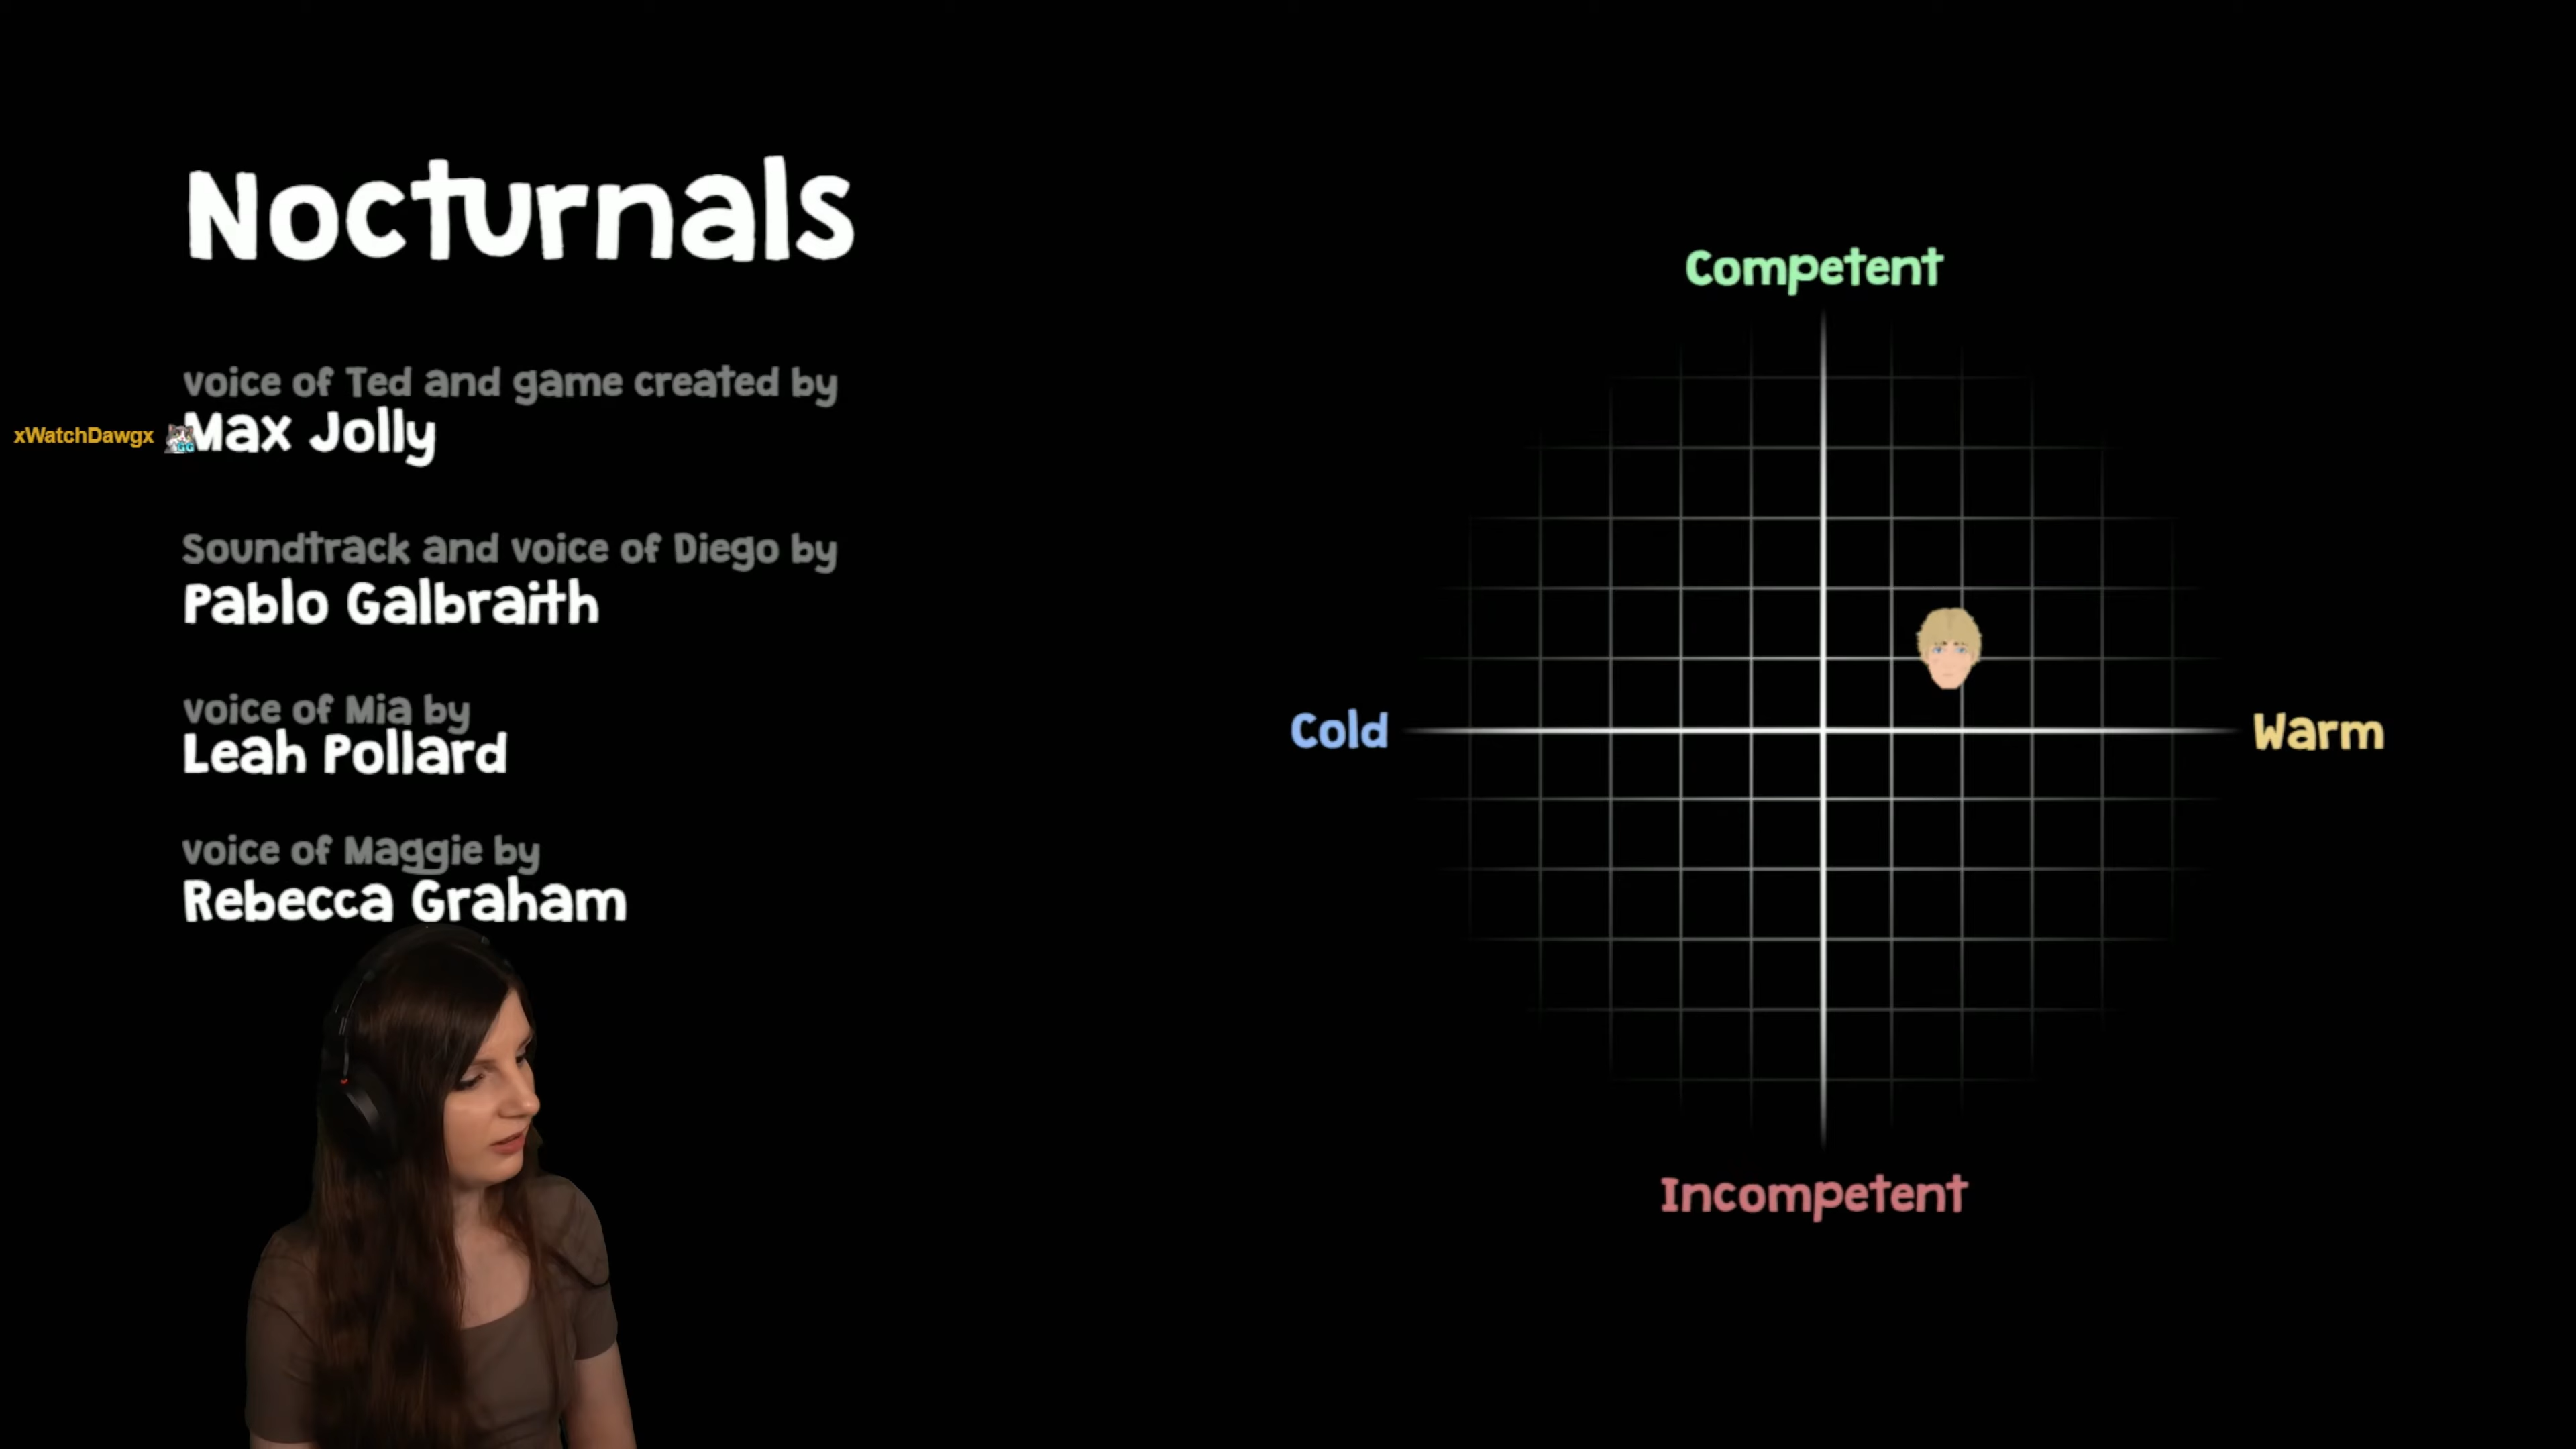 Nocturnals
voice of Ted and game created by
xWatchDawgx
Max Jolly
Soundtrack and voice of Diego by
Pablo Galbraith
voice of Mia by
Leah Pollard
voice of Maggie by
Rebecca Graham
Competent
Cold
Warm
Incompetent
GG